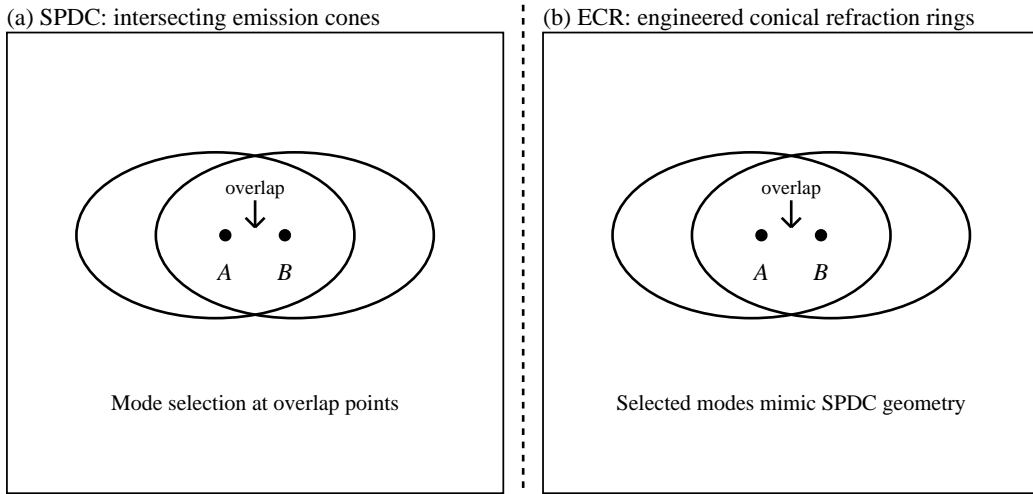 (a) SPDC: intersecting emission cones
overlap
A B
Mode selection at overlap points
(b) ECR: engineered conical refraction rings
overlap
A B
Selected modes mimic SPDC geometry